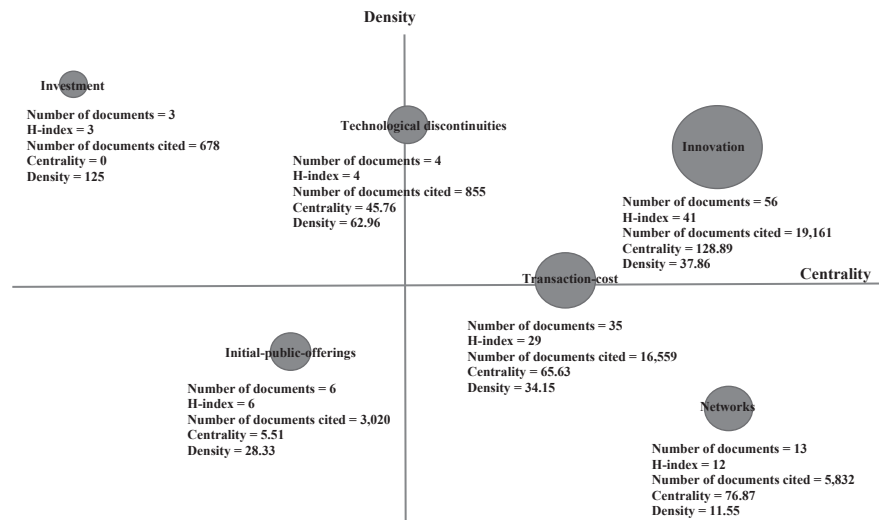 Density
Investment
Number of documents = 3
H-index = 3
Number of documents cited = 678
Centrality = 0
Density = 125
Technological discontinuities
Number of documents = 4
H-index = 4
Number of documents cited = 855
Centrality = 45.76
Density = 62.96
Innovation
Number of documents = 56
H-index = 41
Number of documents cited = 19,161
Centrality = 128.89
Density = 37.86
Centrality
Transaction-cost
Number of documents = 35
H-index = 29
Number of documents cited = 16,559
Centrality = 65.63
Density = 34.15
Initial-public-offerings
Number of documents = 6
H-index = 6
Number of documents cited = 3,020
Centrality = 5.51
Density = 28.33
Networks
Number of documents = 13
H-index = 12
Number of documents cited = 5,832
Centrality = 76.87
Density = 11.55